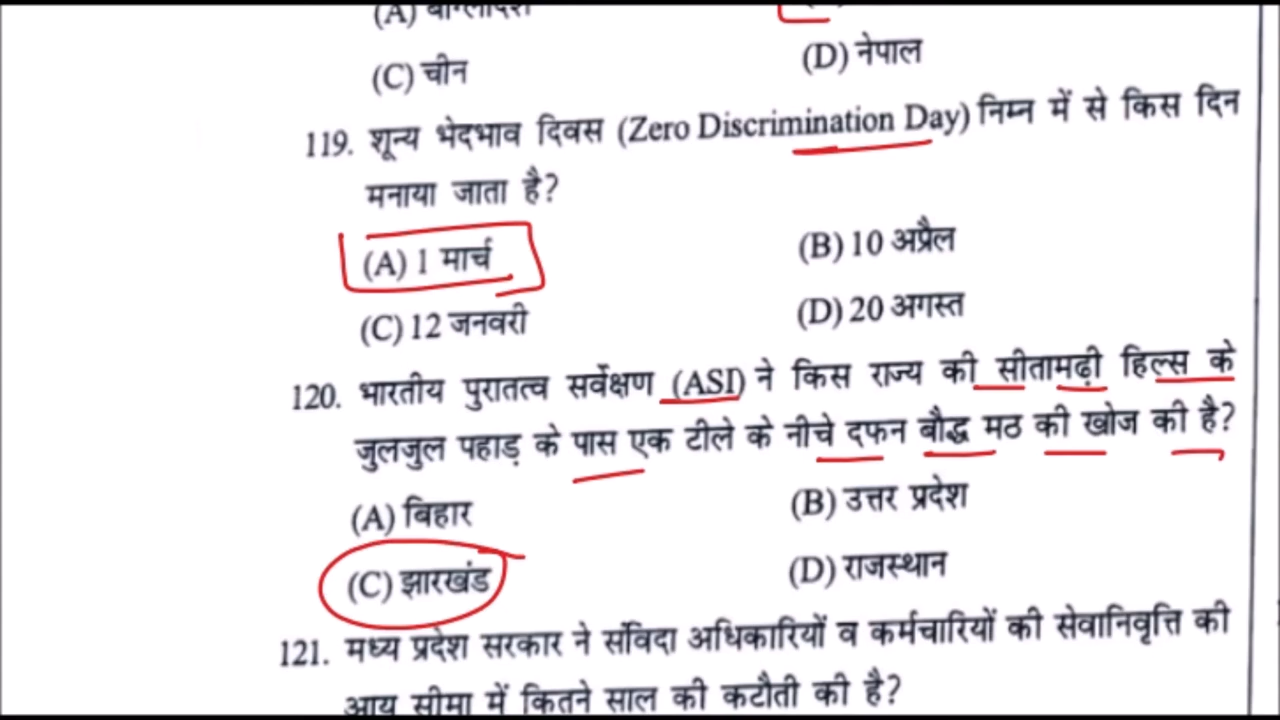 (A) बांग्लादेश
(C) चीन (D) नेपाल
119. शून्य भेदभाव दिवस (Zero Discrimination Day) निम्न में से किस दिन
मनाया जाता है?
(A) 1 मार्च (B) 10 अप्रैल
(C) 12 जनवरी (D) 20 अगस्त
120. भारतीय पुरातत्व सर्वेक्षण (ASI) ने किस राज्य की सीतामढ़ी हिल्स के
जुलजुल पहाड़ के पास एक टीले के नीचे दफन बौद्ध मठ की खोज की है?
(A) बिहार (B) उत्तर प्रदेश
(C) झारखंड (D) राजस्थान
121. मध्य प्रदेश सरकार ने संविदा अधिकारियों व कर्मचारियों की सेवानिवृत्ति की
आयु सीमा में कितने साल की कटौती की है?